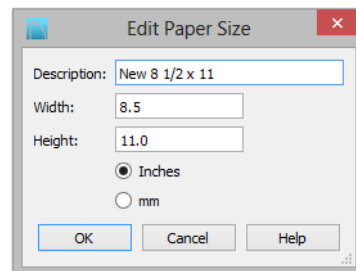 Edit Paper Size
Description: New 8 1/2 x 11
Width: 8.5
Height: 11.0
Inches
mm
OK Cancel Help